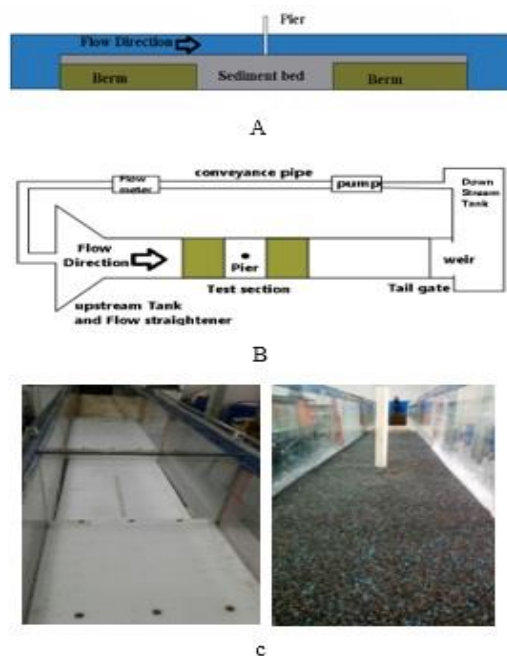 Pier
Flow Direction
Berm
Sediment bed
Berm
A
conveyance pipe
Flow
meter
pump
Down
Stream
Tank
Flow
Direction
Pier
weir
Test section
Tail gate
upstream Tank
and Flow straightener
B
c